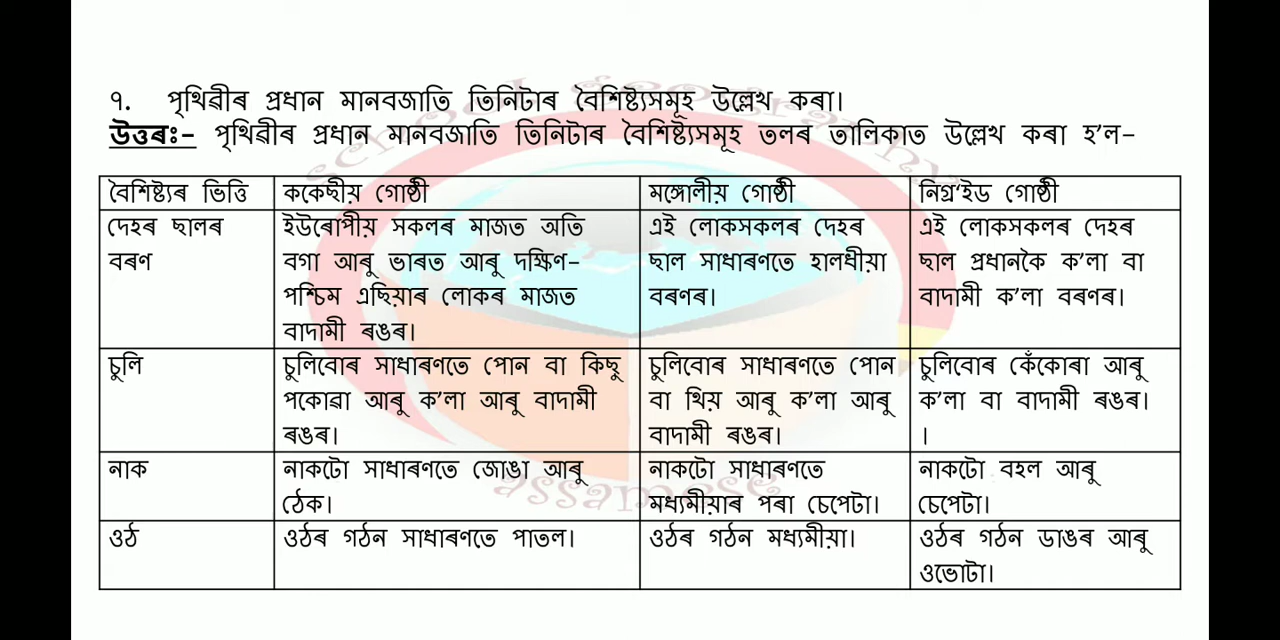 ৭. পৃথিৱীৰ প্ৰধান মানবজাতি তিনিটাৰ বৈশিষ্ট্যসমূহ উল্লেখ কৰা।
উত্তৰঃ– পৃথিৱীৰ প্ৰধান মানবজাতি তিনিটাৰ বৈশিষ্ট্যসমূহ তলৰ তালিকাত উল্লেখ কৰা হ’ল–
বৈশিষ্ট্যৰ ভিত্তি
ককেছীয় গোষ্ঠী
মঙ্গোলীয় গোষ্ঠী
নিগ্ৰ’ইড গোষ্ঠী
দেহৰ ছালৰ
বৰণ
ইউৰোপীয় সকলৰ মাজত অতি
বগা আৰু ভাৰত আৰু দক্ষিণ–
পশ্চিম এছিয়াৰ লোকৰ মাজত
বাদামী ৰঙৰ।
এই লোকসকলৰ দেহৰ
ছাল সাধাৰণতে হালধীয়া
বৰণৰ।
এই লোকসকলৰ দেহৰ
ছাল প্ৰধানকৈ ক’লা বা
বাদামী ক’লা বৰণৰ।
চুলি
চুলিবোৰ সাধাৰণতে পোন বা কিছু
পকোৱা আৰু ক’লা আৰু বাদামী
ৰঙৰ।
চুলিবোৰ সাধাৰণতে পোন
বা থিয় আৰু ক’লা আৰু
বাদামী ৰঙৰ।
চুলিবোৰ কেঁকোৰা আৰু
ক’লা বা বাদামী ৰঙৰ।
।
নাক
নাকটো সাধাৰণতে জোঙা আৰু
ঠেক।
নাকটো সাধাৰণতে
মধ্যমীয়াৰ পৰা চেপেটা।
নাকটো বহল আৰু
চেপেটা।
ওঠ
ওঠৰ গঠন সাধাৰণতে পাতল।
ওঠৰ গঠন মধ্যমীয়া।
ওঠৰ গঠন ডাঙৰ আৰু
ওভোটা।
school geography
assamese